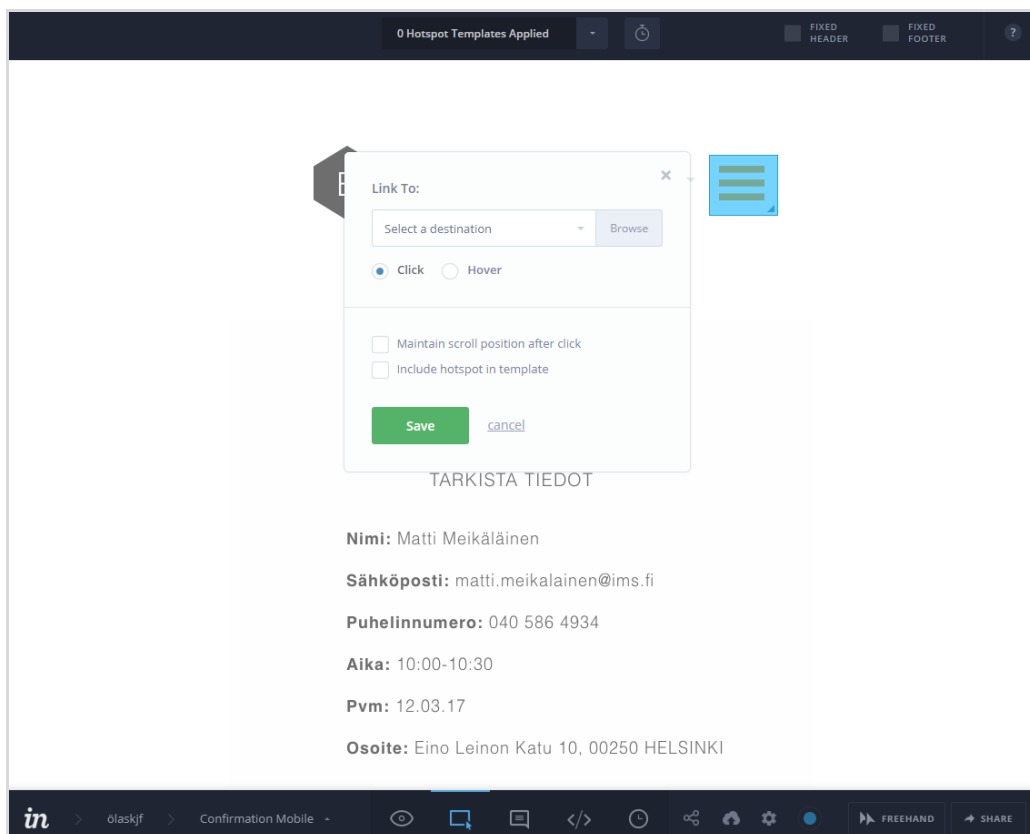 0 Hotspot Templates Applied
FIXED
HEADER
FIXED
FOOTER
?
Link To:
Select a destination
Browse
Click
Hover
Maintain scroll position after click
Include hotspot in template
Save
cancel
TARKISTA TIEDOT
Nimi: Matti Meikäläinen
Sähköposti: matti.meikalainen@ims.fi
Puhelinnumero: 040 586 4934
Aika: 10:00-10:30
Pvm: 12.03.17
Osoite: Eino Leinon Katu 10, 00250 HELSINKI
in
ölaskjf
Confirmation Mobile
FREEHAND
SHARE